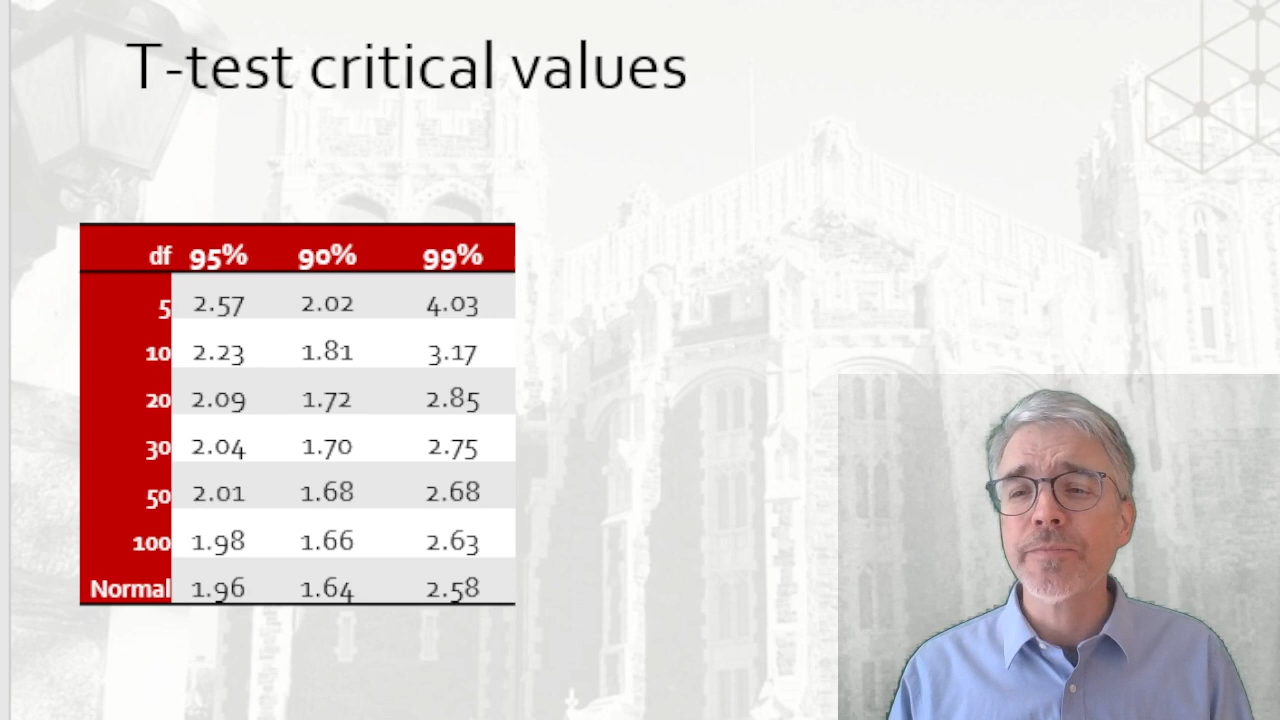 T-test critical values
df 95% 90% 99%
5 2.57 2.02 4.03
10 2.23 1.81 3.17
20 2.09 1.72 2.85
30 2.04 1.70 2.75
50 2.01 1.68 2.68
100 1.98 1.66 2.63
Normal 1.96 1.64 2.58